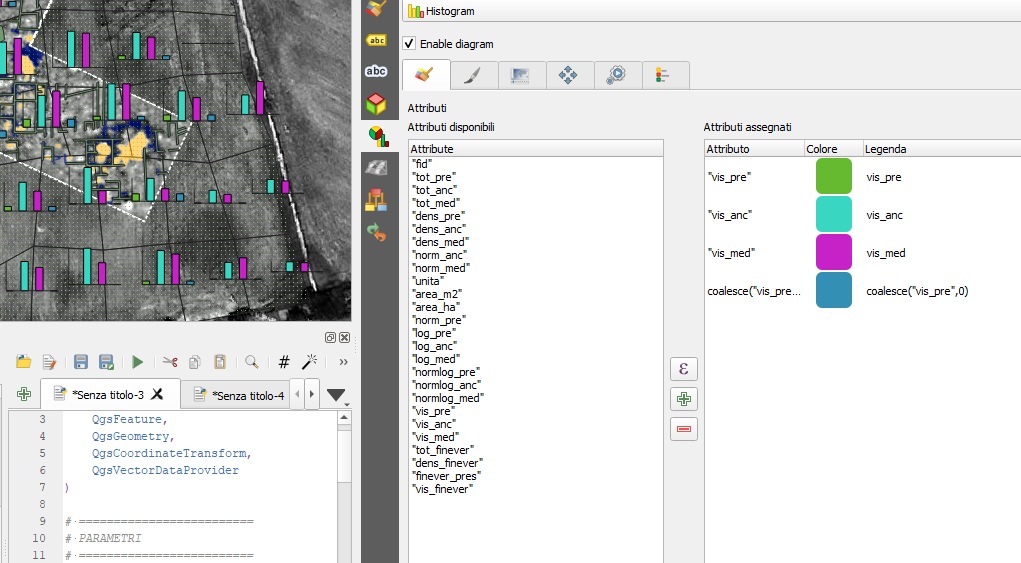 Histogram
Enable diagram
abc
abc
Attributi
Attributi disponibili
Attribute
"fid"
"tot_pre"
"tot_anc"
"tot_med"
"dens_pre"
"dens_anc"
"dens_med"
"norm_anc"
"norm_med"
"unita"
"area_m2"
"area_ha"
"norm_pre"
"log_pre"
"log_anc"
"log_med"
"normlog_pre"
"normlog_anc"
"normlog_med"
"vis_pre"
"vis_anc"
"vis_med"
"tot_finever"
"dens_finever"
"finever_pres"
"vis_finever"
ε
Attributi assegnati
Attributo Colore Legenda
"vis_pre" vis_pre
"vis_anc" vis_anc
"vis_med" vis_med
coalesce("vis_pre... coalesce("vis_pre",0)
# »
*Senza titolo-3 *Senza titolo-4
3 QgsFeature,
4 QgsGeometry,
5 QgsCoordinateTransform,
6 QgsVectorDataProvider
7 )
8
9 # =========================
10 # PARAMETRI
11 # =========================